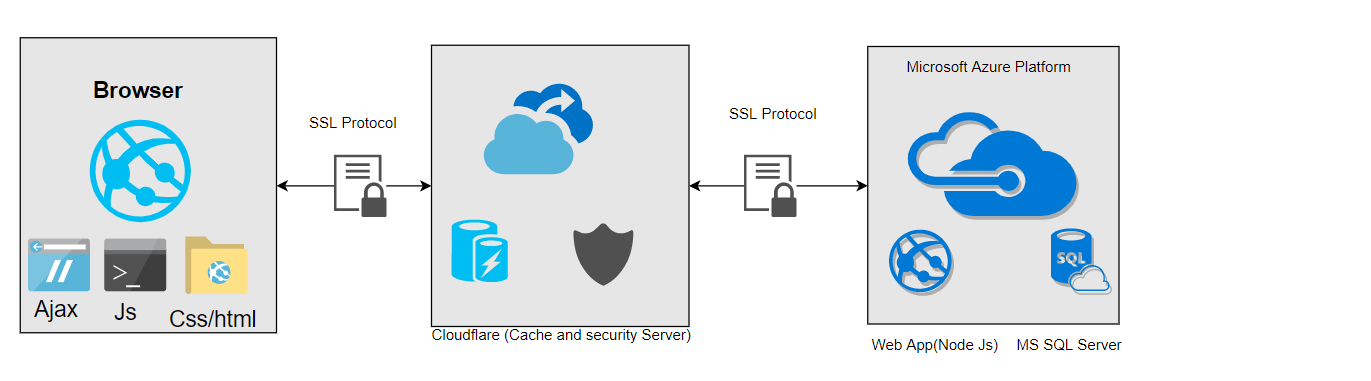 Browser
Ajax
Js
Css/html
SSL Protocol
Cloudflare (Cache and security Server)
SSL Protocol
Microsoft Azure Platform
SQL
Web App(Node Js)
MS SQL Server